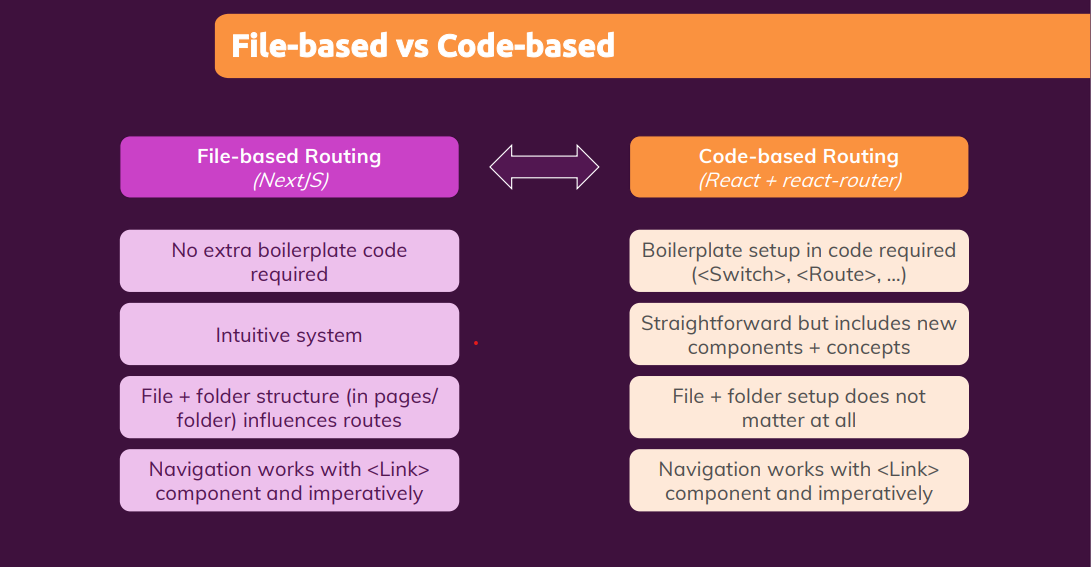 File-based vs Code-based
File-based Routing
(NextJS)
Code-based Routing
(React + react-router)
No extra boilerplate code
required
Boilerplate setup in code required
(<Switch>, <Route>, ...)
Intuitive system
Straightforward but includes new
components + concepts
File + folder structure (in pages/
folder) influences routes
File + folder setup does not
matter at all
Navigation works with <Link>
component and imperatively
Navigation works with <Link>
component and imperatively